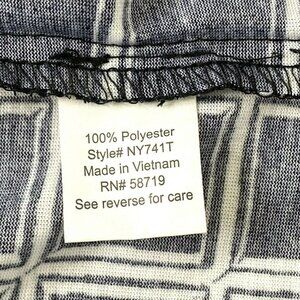 100% Polyester
Style# NY741T
Made in Vietnam
RN# 58719
See reverse for care